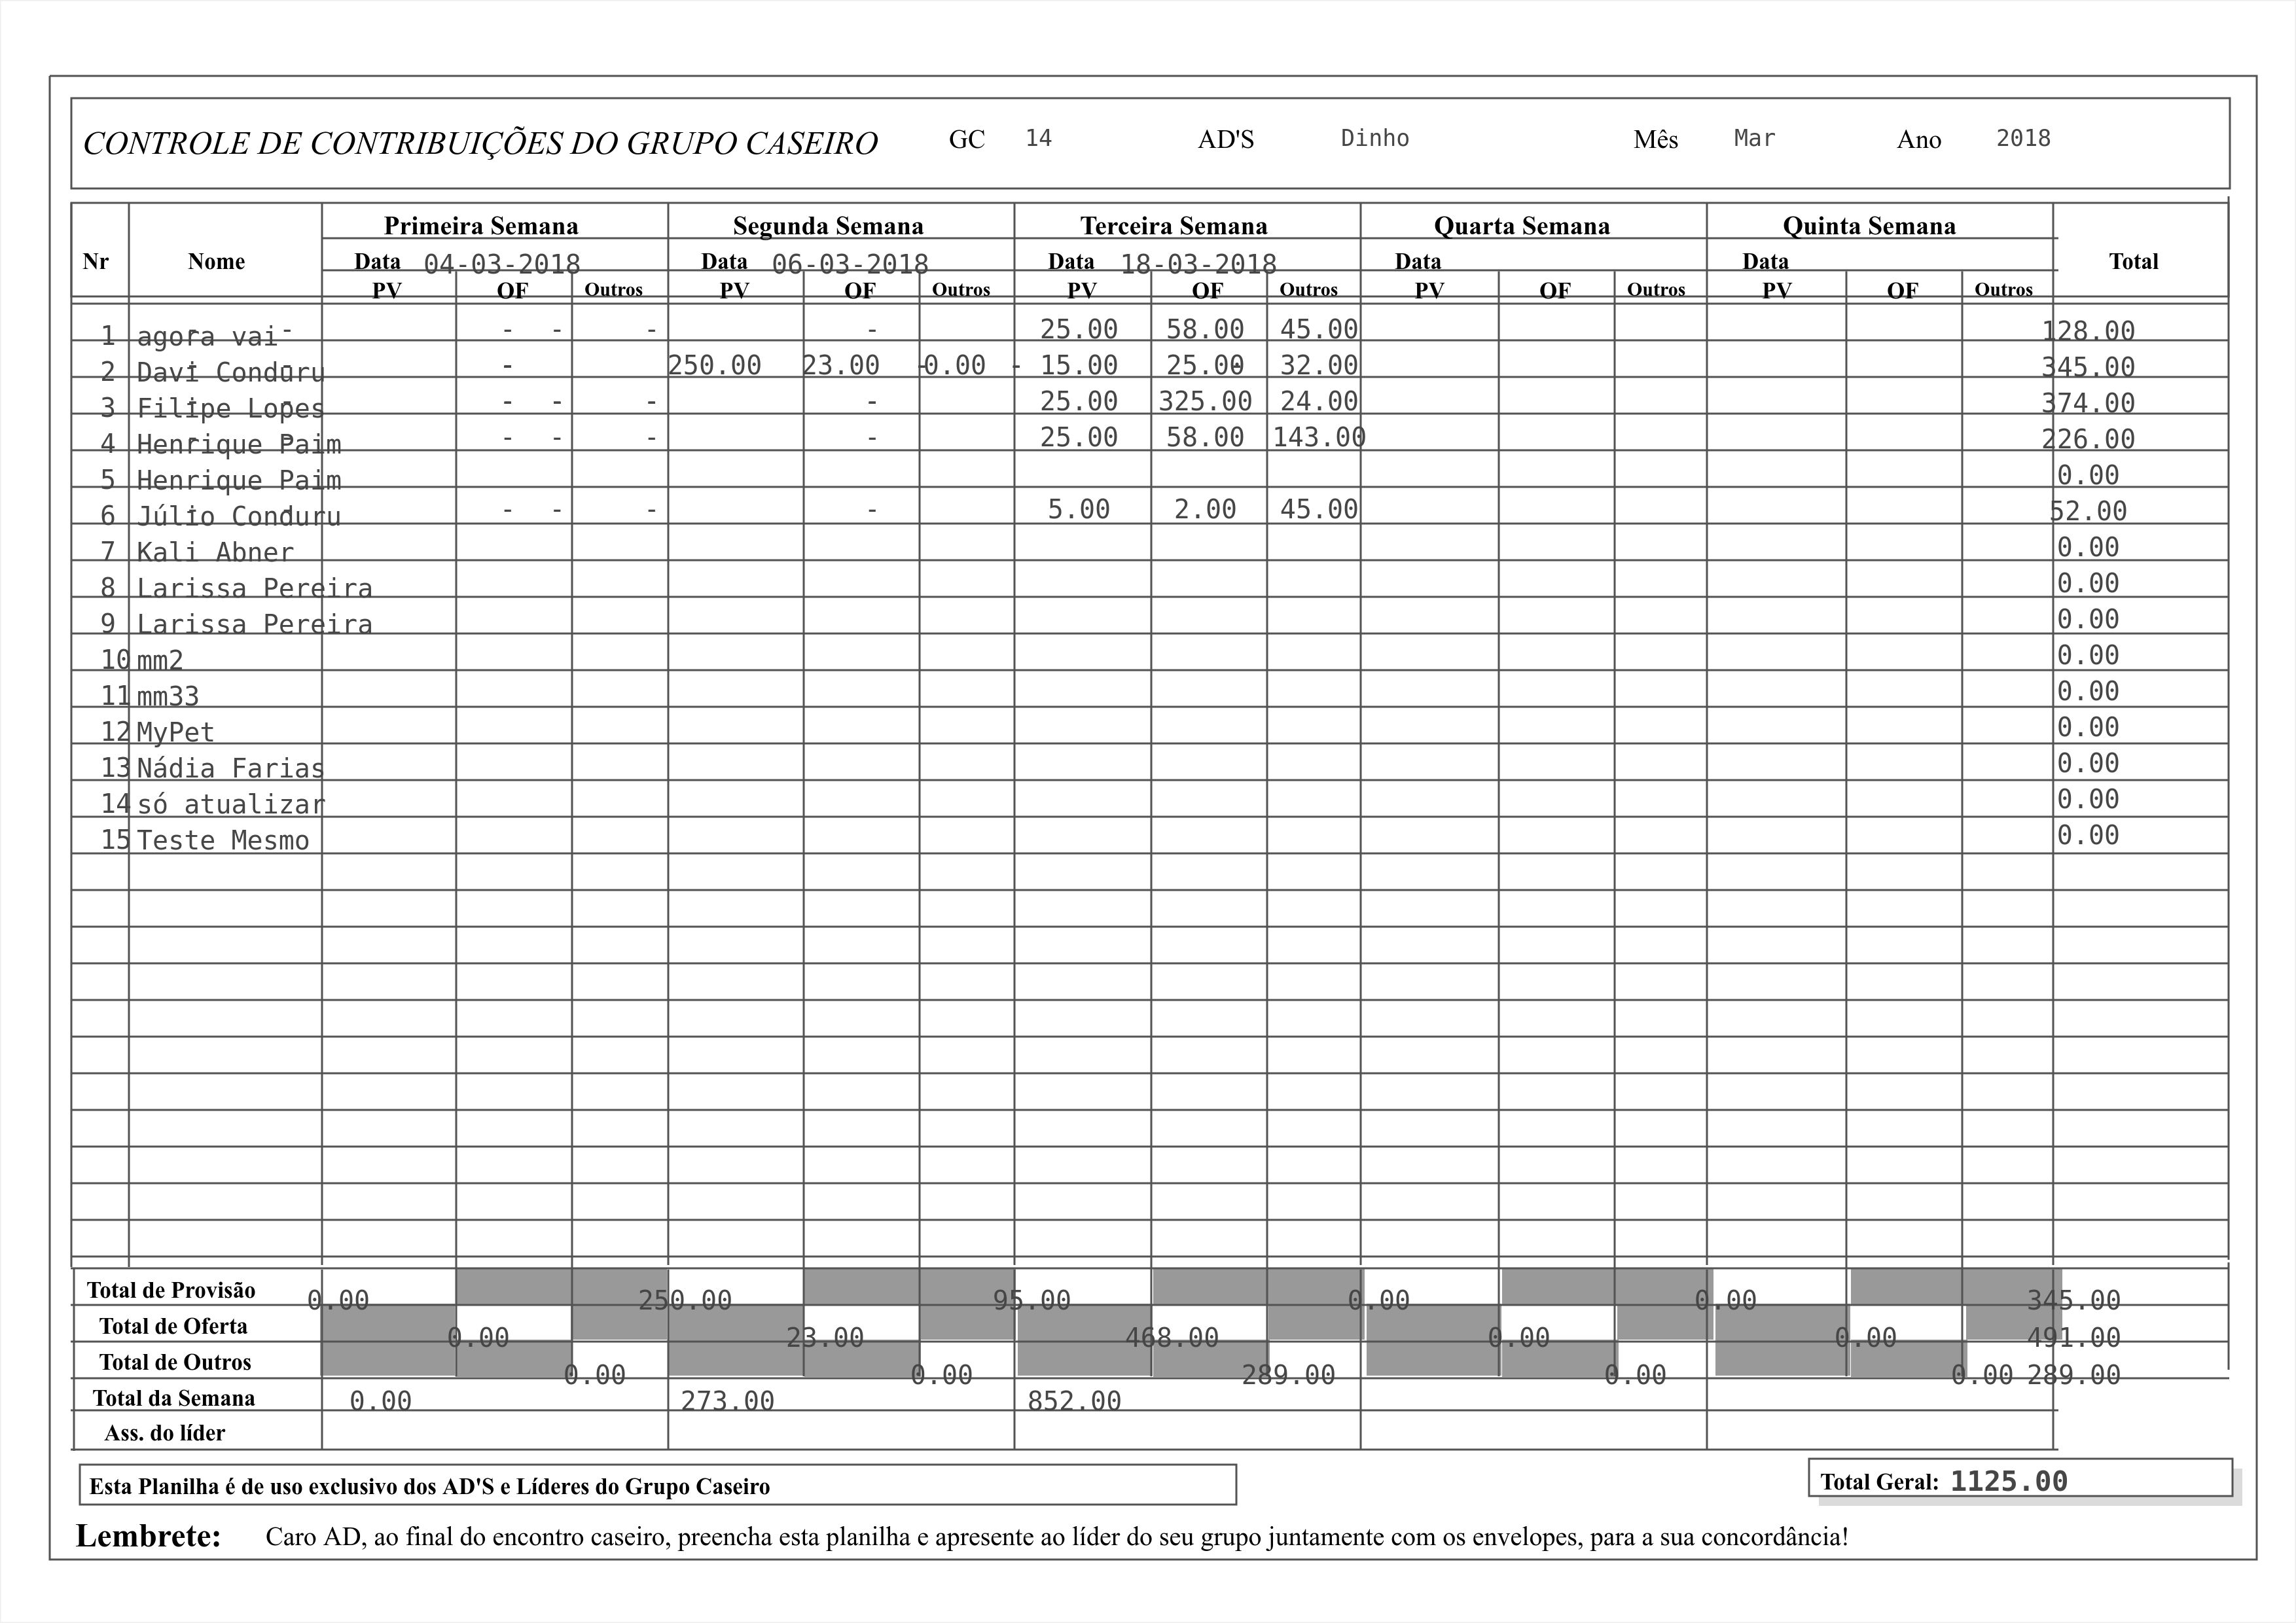 CONTROLE DE CONTRIBUIÇÕES DO GRUPO CASEIRO GC 14 AD'S Dinho Mês Mar Ano 2018
Primeira Semana Segunda Semana Terceira Semana Quarta Semana Quinta Semana
Nr Nome Data 04-03-2018 Data 06-03-2018 Data 18-03-2018 Data Data Total
PV OF Outros PV OF Outros PV OF Outros PV OF Outros PV OF Outros
1 agora vai - - - - - - 25.00 58.00 45.00 128.00
2 Davi Conduru - - - 250.00 23.00 -0.00 - 15.00 25.00 - 32.00 345.00
3 Filipe Lopes - - - - - - 25.00 325.00 24.00 374.00
4 Henrique Paim - - - - - - 25.00 58.00 143.00 226.00
5 Henrique Paim 0.00
6 Júlio Conduru - - - - - - 5.00 2.00 45.00 52.00
7 Kali Abner 0.00
8 Larissa Pereira 0.00
9 Larissa Pereira 0.00
10 mm2 0.00
11 mm33 0.00
12 MyPet 0.00
13 Nádia Farias 0.00
14 só atualizar 0.00
15 Teste Mesmo 0.00
Total de Provisão 0.00 250.00 95.00 0.00 0.00 345.00
Total de Oferta 0.00 23.00 468.00 0.00 0.00 491.00
Total de Outros 0.00 0.00 289.00 0.00 0.00 289.00
Total da Semana 0.00 273.00 852.00
Ass. do líder
Esta Planilha é de uso exclusivo dos AD'S e Líderes do Grupo Caseiro Total Geral: 1125.00
Lembrete: Caro AD, ao final do encontro caseiro, preencha esta planilha e apresente ao líder do seu grupo juntamente com os envelopes, para a sua concordância!